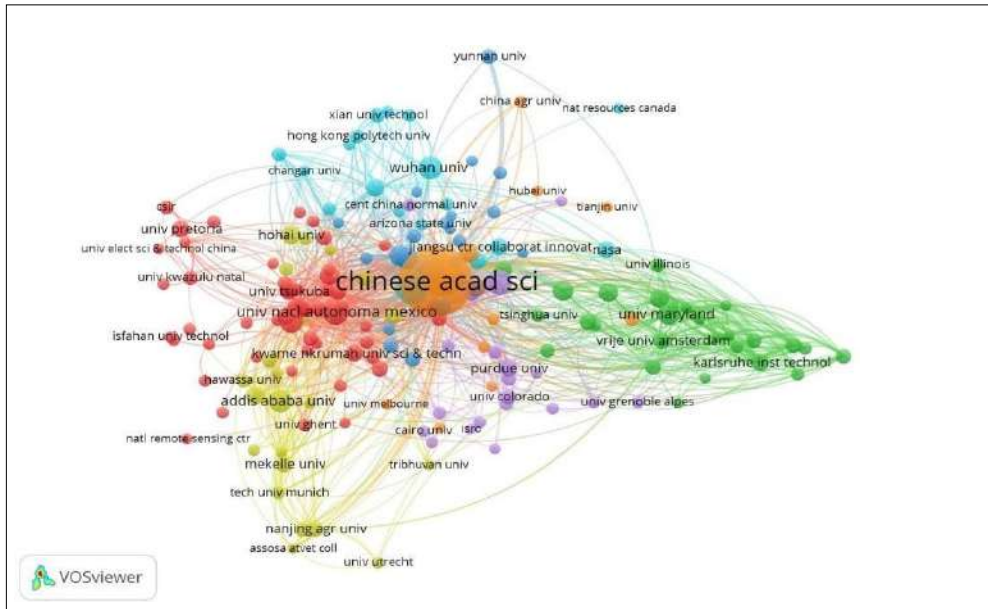 yunnan univ
china agr univ
nat resources canada
xian univ technol
hong kong polytech univ
wuhan univ
changan univ
hubei univ
cent china normal univ
tianjin univ
csir
arizona state univ
univ pretoria
hohai univ
jiangsu ctr collaborat innovat
nasa
univ elect sci & technol china
univ illinois
univ kwazulu natal
chinese acad sci
univ tsukuba
univ nacl autonoma mexico
tsinghua univ
univ maryland
isfahan univ technol
vrije univ amsterdam
kwame nkrumah univ sci & techn
karlsruhe inst technol
purdue univ
hawassa univ
addis ababa univ
univ melbourne
univ colorado
univ grenoble alpes
univ ghent
cairo univ
isro
natl remote sensing ctr
mekelle univ
tribhuvan univ
tech univ munich
nanjing agr univ
assosa atvet coll
univ utrecht
VOSviewer